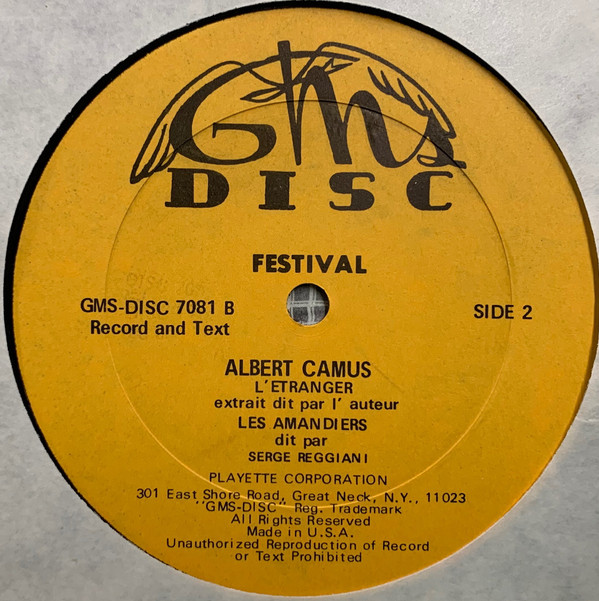 Gms
DISC
FESTIVAL
GMS-DISC 7081 B
Record and Text
SIDE 2
ALBERT CAMUS
L'ETRANGER
extrait dit par l' auteur
LES AMANDIERS
dit par
SERGE REGGIANI
PLAYETTE CORPORATION
301 East Shore Road, Great Neck, N.Y., 11023
"GMS-DISC" Reg. Trademark
All Rights Reserved
Made in U.S.A.
Unauthorized Reproduction of Record
or Text Prohibited